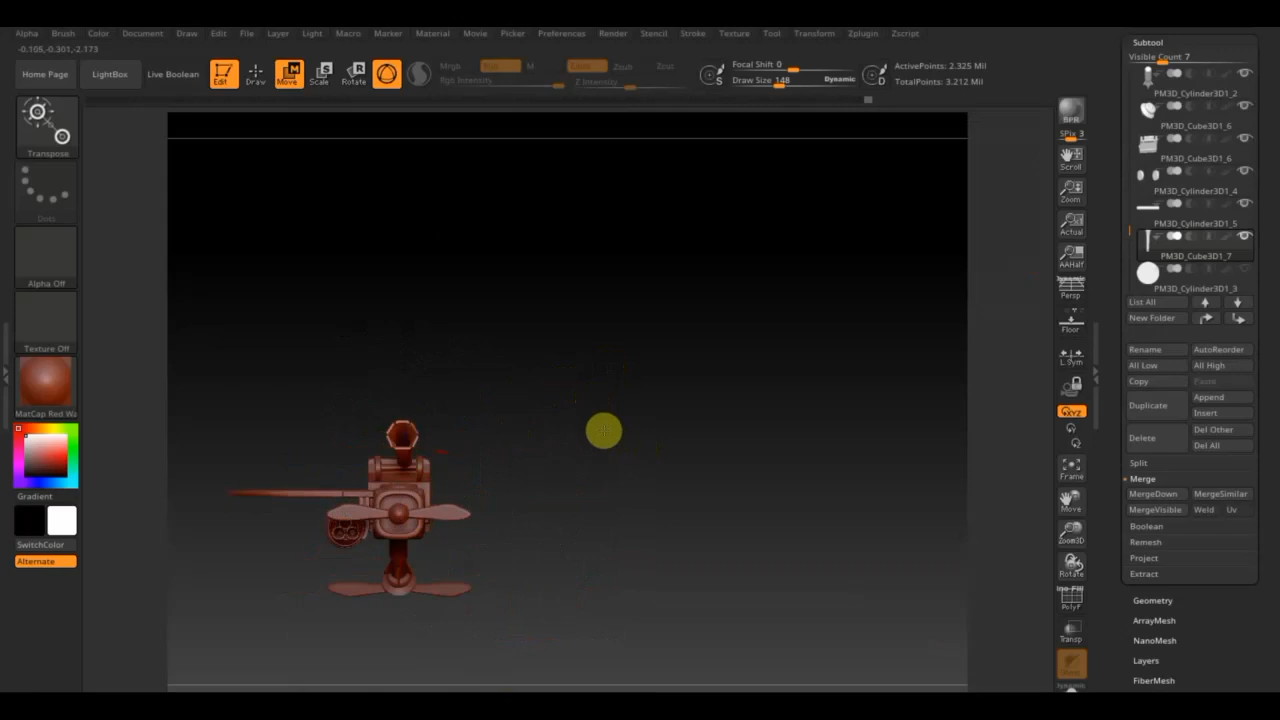 Alpha Brush Color Document Draw Edit File Layer Light Macro Marker Material Movie Picker Preferences Render Stencil Stroke Texture Tool Transform Zplugin Zscript
-0.105,-0.301,-2.173
Home Page LightBox Live Boolean Edit Draw Move Scale Rotate
Mrgb M Zsub
Rgb Intensity Z Intensity
Focal Shift 0
Draw Size 148 Dynamic
S D
ActivePoints: 2.325 Mil
TotalPoints: 3.212 Mil
Transpose
Dots
Alpha Off
Texture Off
MatCap Red Wa
Gradient
SwitchColor
Alternate
BPR
SPix 3
Scroll
Zoom
Actual
AAHalf
Dynamic
Persp
Floor
L.Sym
XYZ
Y
Z
Frame
Move
Zoom3D
Rotate
PolyF
Transp
Dynamic
Subtool
Visible Count 7
PM3D_Cylinder3D1_2
PM3D_Cube3D1_6
PM3D_Cube3D1_6
PM3D_Cylinder3D1_4
PM3D_Cylinder3D1_5
PM3D_Cube3D1_7
PM3D_Cylinder3D1_3
List All
New Folder
Rename AutoReorder
All Low All High
Copy Paste
Duplicate Append
Insert
Delete Del Other
Del All
Split
Merge
MergeDown MergeSimilar
MergeVisible Weld Uv
Boolean
Remesh
Project
Extract
Geometry
ArrayMesh
NanoMesh
Layers
FiberMesh